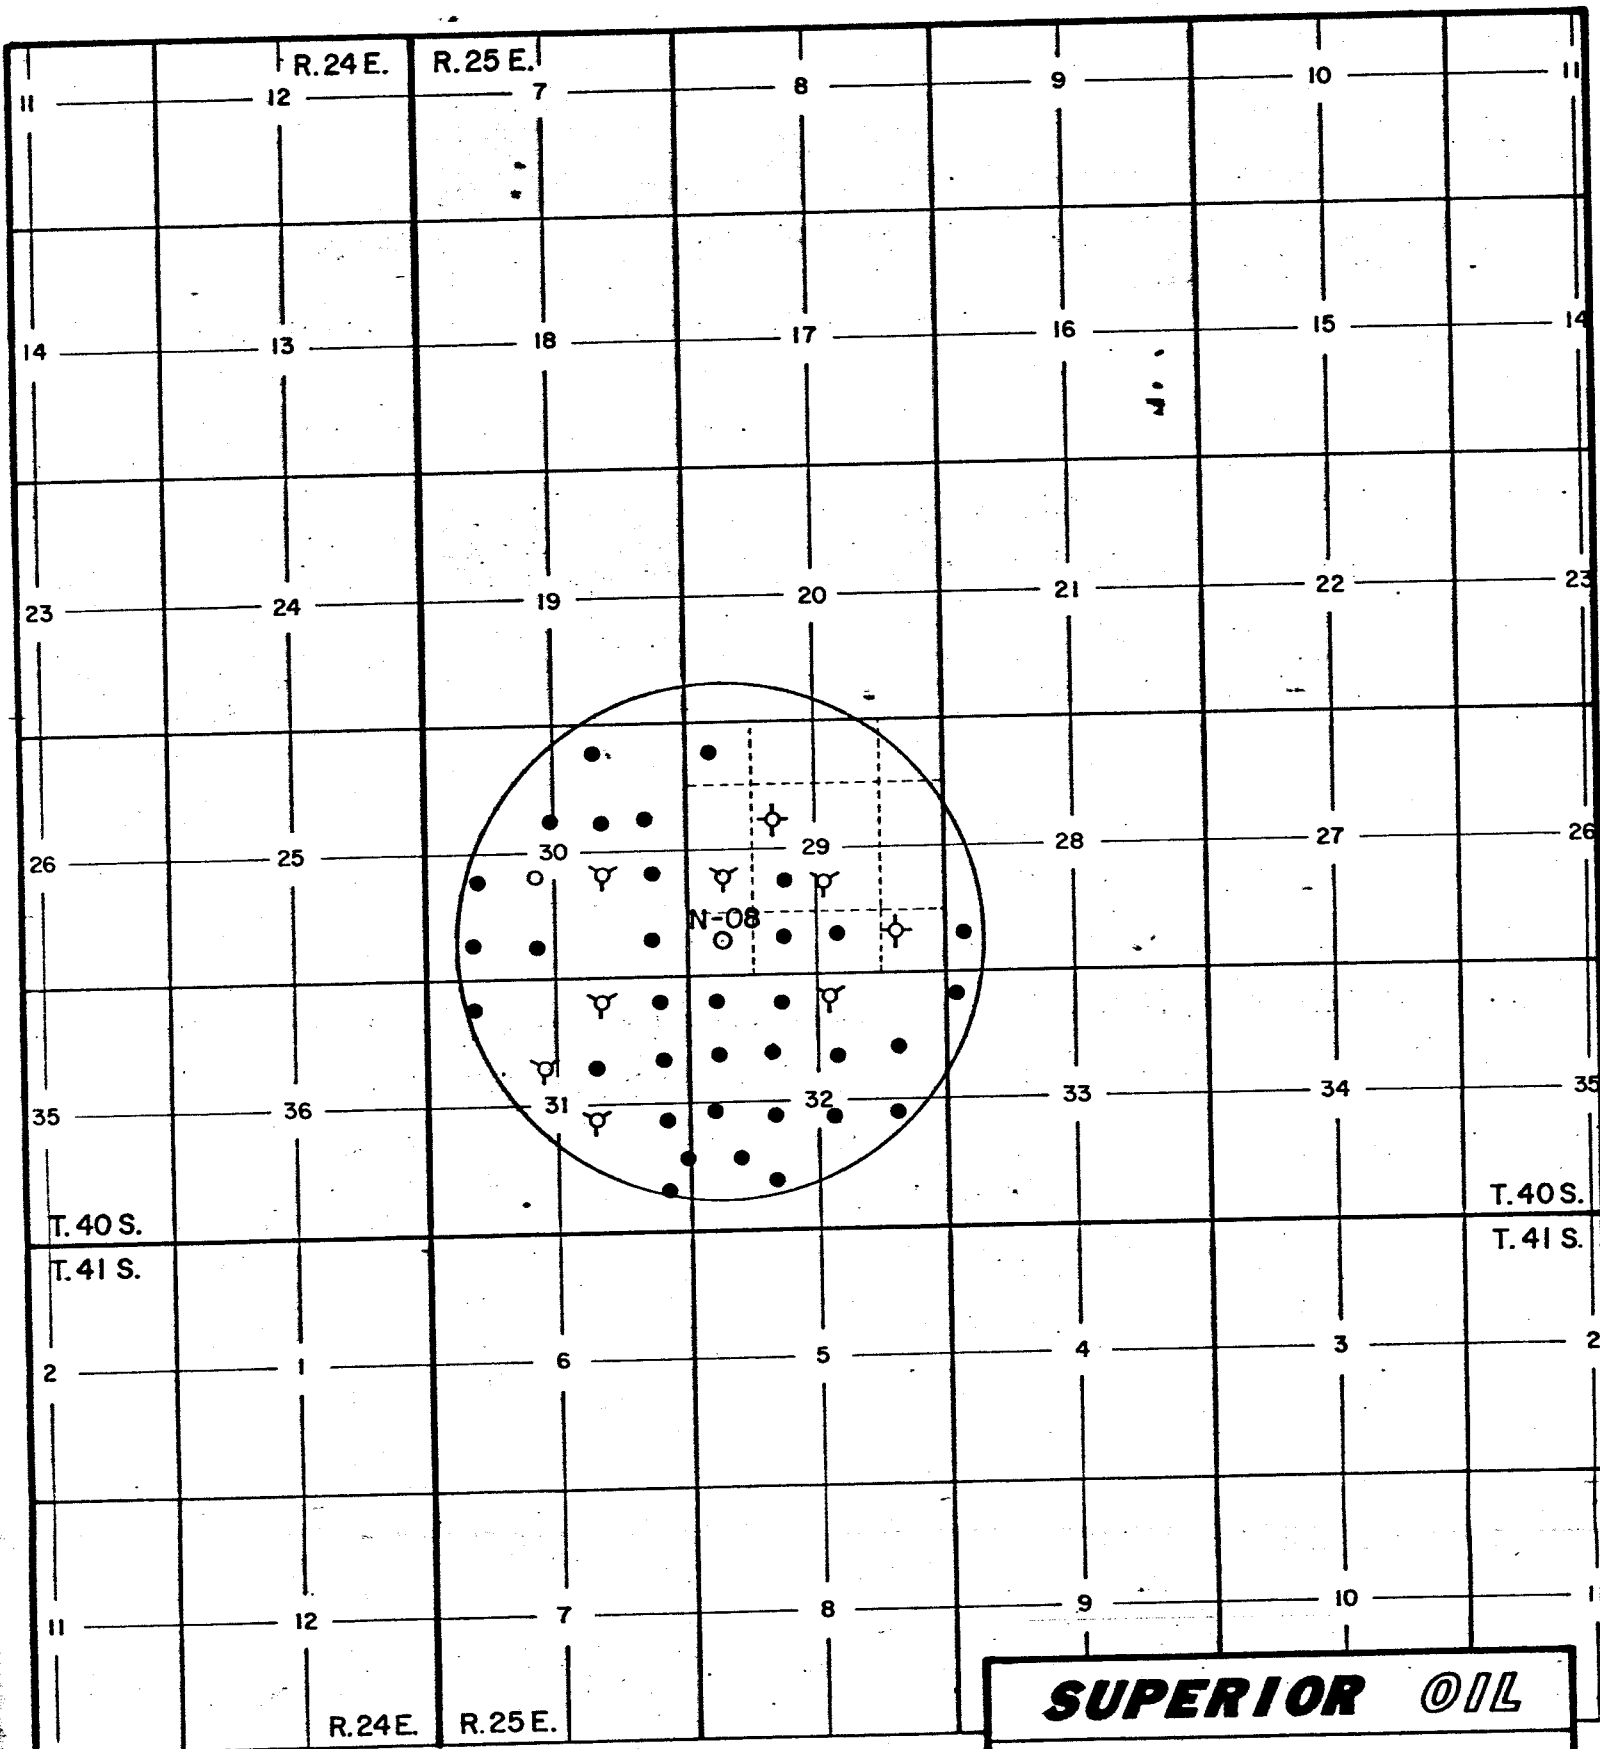 R.24 E. R.25 E.
11 12 7 8 9 10 11
14 13 18 17 16 15 14
23 24 19 20 21 22 23
26 25 30 29 28 27 26
N-08
35 36 31 32 33 34 35
T. 40 S. T. 40 S.
T. 41 S. T. 41 S.
2 1 6 5 4 3 2
11 12 7 8 9 10
R. 24 E. R. 25 E.
SUPERIOR OIL